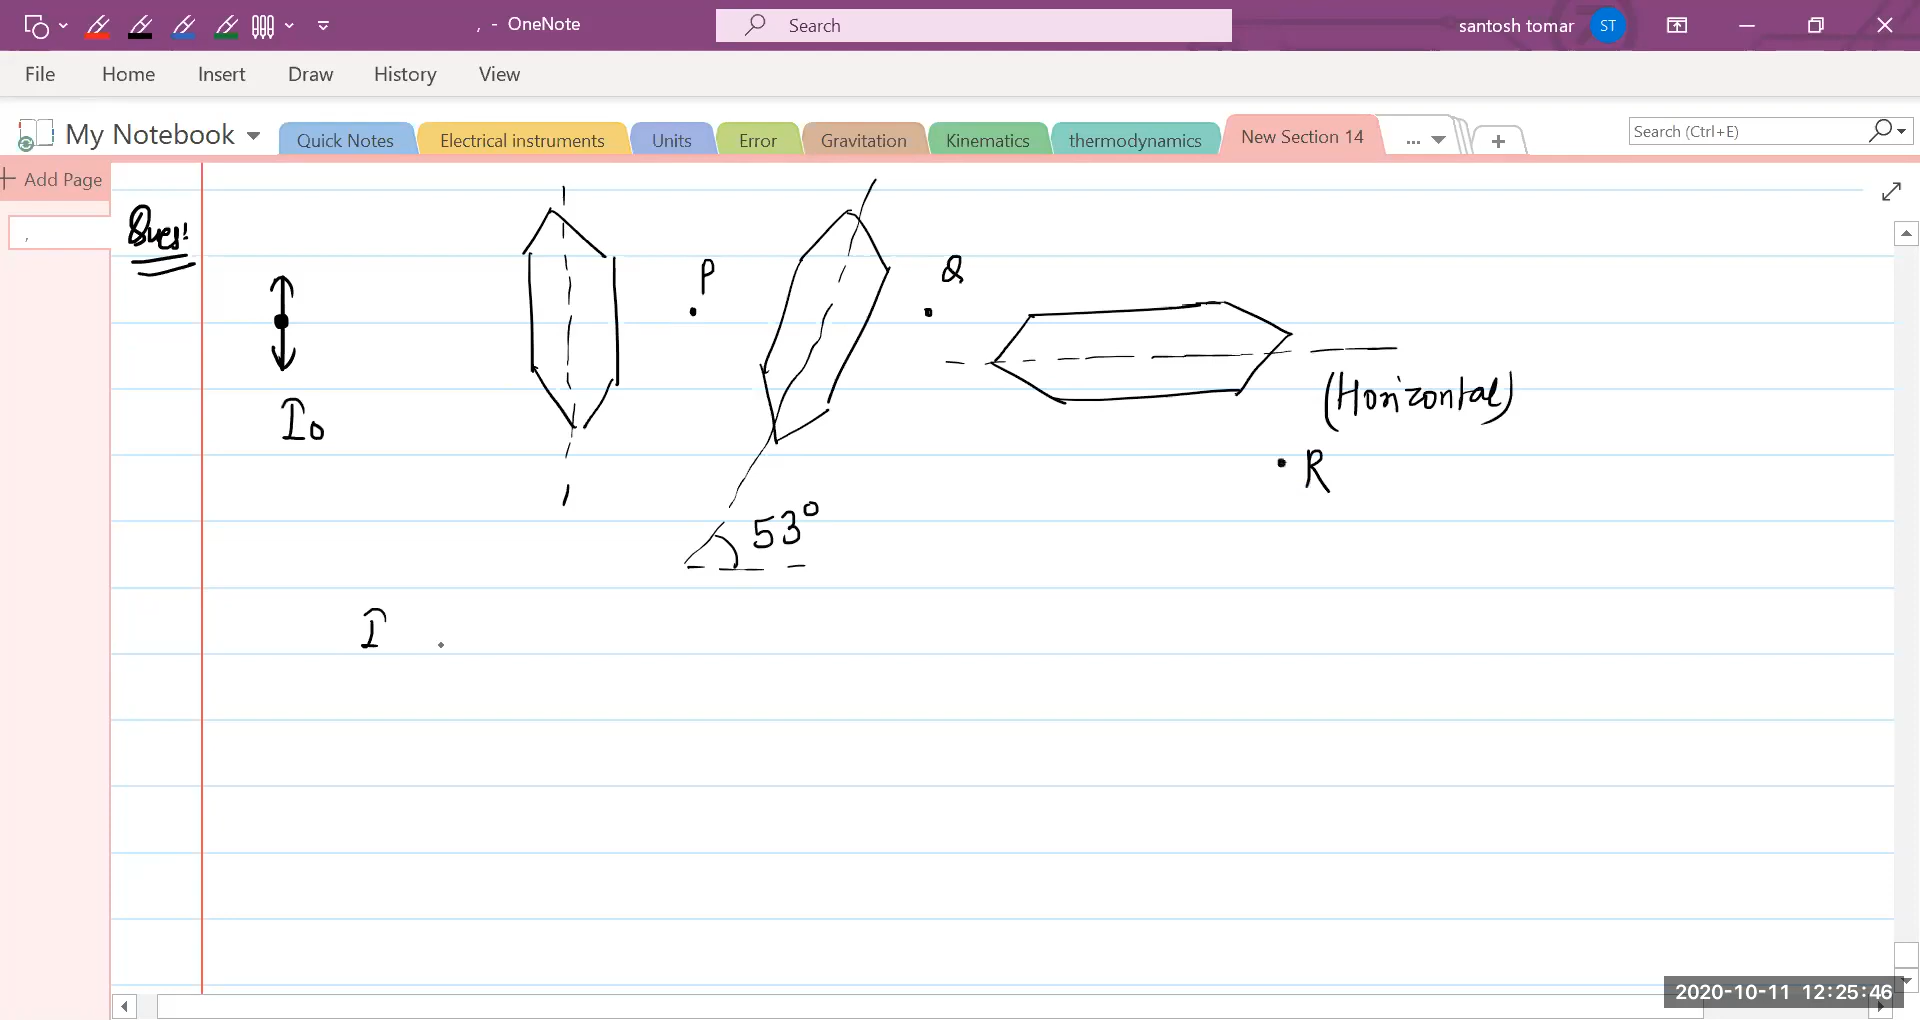 , - OneNote
Search
santosh tomar ST
File Home Insert Draw History View
My Notebook
Quick Notes Electrical instruments Units Error Gravitation Kinematics thermodynamics New Section 14 ... +
Search (Ctrl+E)
+ Add Page
,
Ques:
P
Q
I0
(Horizontal)
R
53°
I
2020-10-11 12:25:46